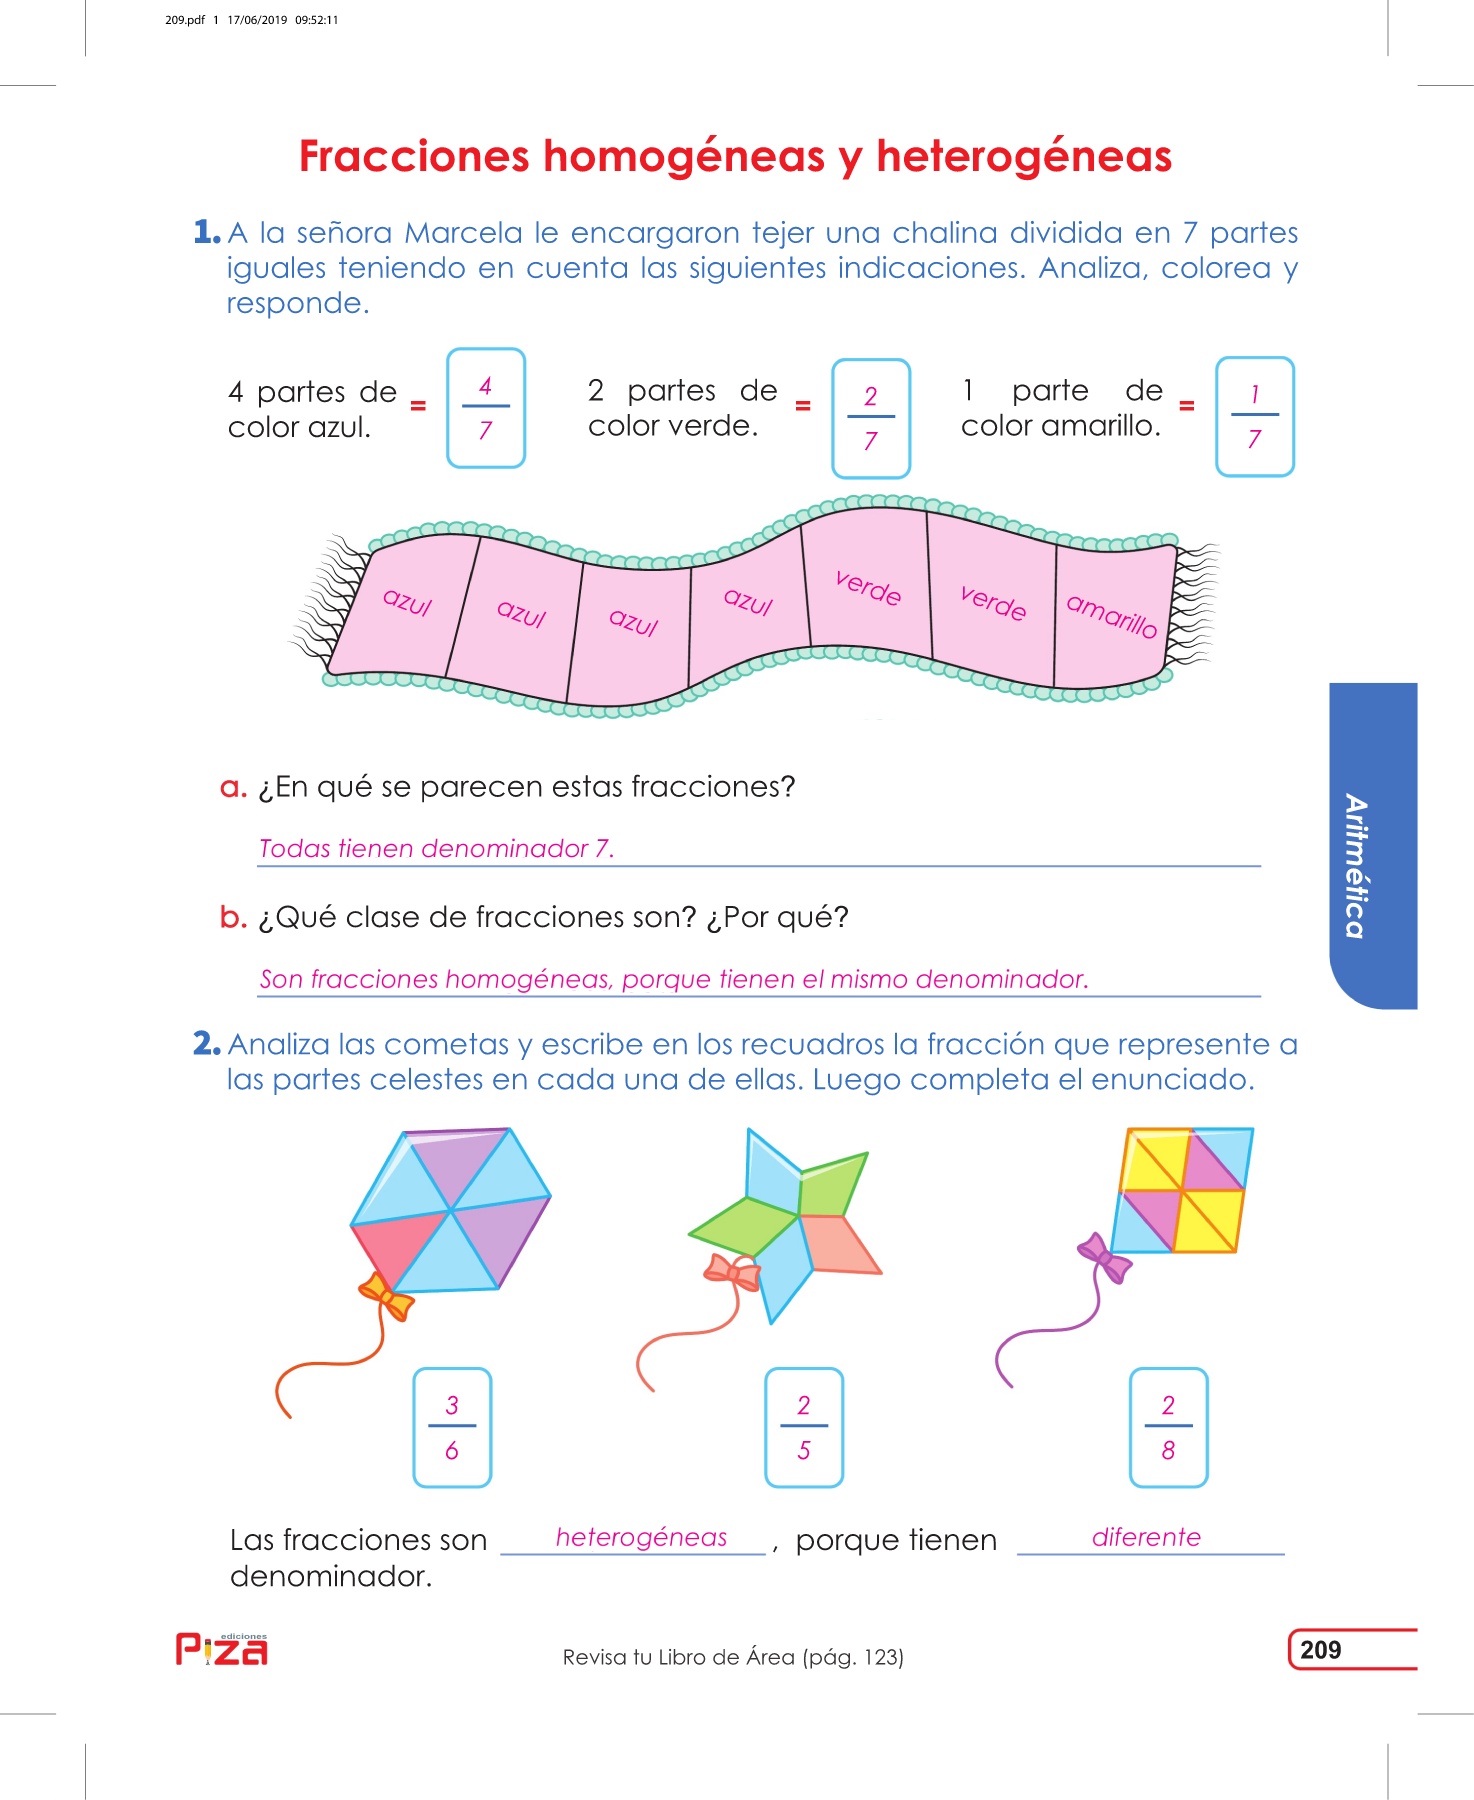 209.pdf 1 17/06/2019 09:52:11
Fracciones homogéneas y heterogéneas
1. A la señora Marcela le encargaron tejer una chalina dividida en 7 partes
iguales teniendo en cuenta las siguientes indicaciones. Analiza, colorea y
responde.
4 partes de
color azul.
=
4
7
2 partes de
color verde.
=
2
7
1 parte de
color amarillo.
=
1
7
azul
azul
azul
azul
verde
verde
amarillo
a. ¿En qué se parecen estas fracciones?
Todas tienen denominador 7.
b. ¿Qué clase de fracciones son? ¿Por qué?
Son fracciones homogéneas, porque tienen el mismo denominador.
Aritmética
2. Analiza las cometas y escribe en los recuadros la fracción que represente a
las partes celestes en cada una de ellas. Luego completa el enunciado.
3
6
2
5
2
8
Las fracciones son heterogéneas , porque tienen diferente
denominador.
ediciones
Piza
Revisa tu Libro de Área (pág. 123)
209